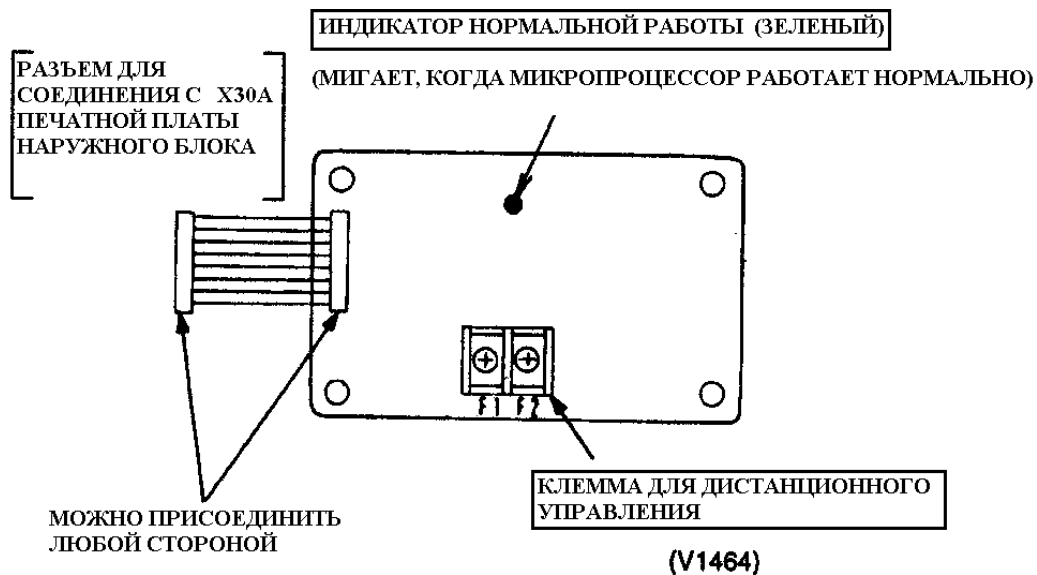 ИНДИКАТОР НОРМАЛЬНОЙ РАБОТЫ (ЗЕЛЕНЫЙ)
(МИГАЕТ, КОГДА МИКРОПРОЦЕССОР РАБОТАЕТ НОРМАЛЬНО)
РАЗЪЕМ ДЛЯ
СОЕДИНЕНИЯ С X30A
ПЕЧАТНОЙ ПЛАТЫ
НАРУЖНОГО БЛОКА
F1 F2
КЛЕММА ДЛЯ ДИСТАНЦИОННОГО
УПРАВЛЕНИЯ
МОЖНО ПРИСОЕДИНИТЬ
ЛЮБОЙ СТОРОНОЙ
(V1464)